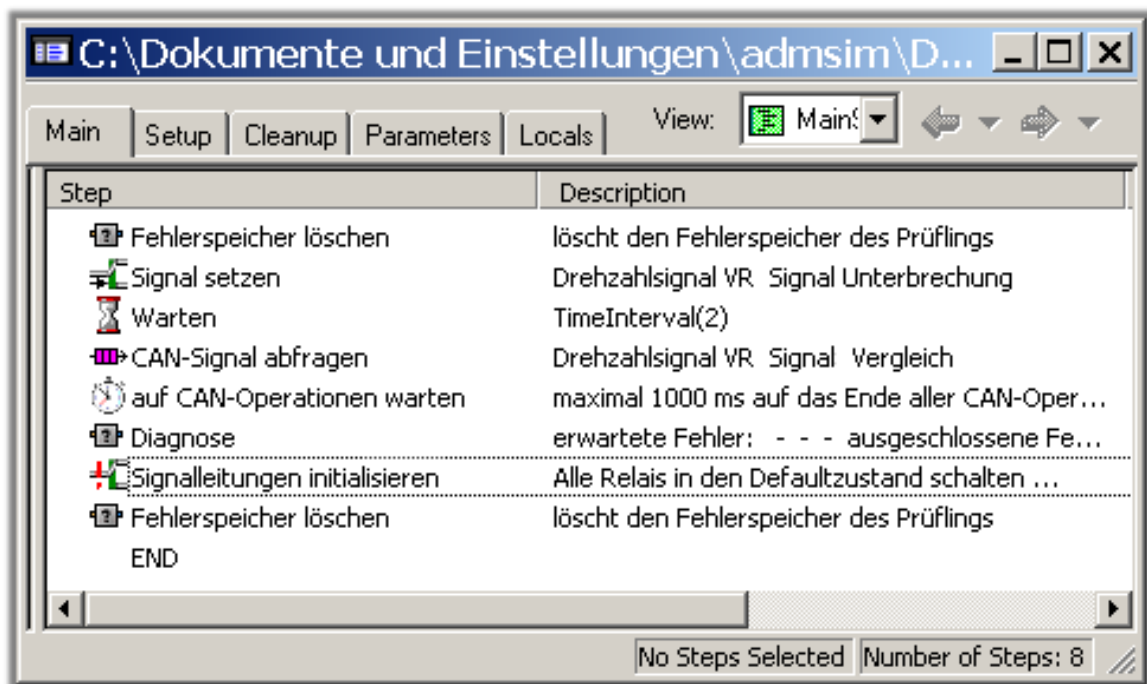 C:\Dokumente und Einstellungen\admsim\D...
Main Setup Cleanup Parameters Locals View: MainS
Step Description
Fehlerspeicher löschen löscht den Fehlerspeicher des Prüflings
Signal setzen Drehzahlsignal VR Signal Unterbrechung
Warten TimeInterval(2)
CAN-Signal abfragen Drehzahlsignal VR Signal Vergleich
auf CAN-Operationen warten maximal 1000 ms auf das Ende aller CAN-Oper...
Diagnose erwartete Fehler: - - - ausgeschlossene Fe...
Signalleitungen initialisieren Alle Relais in den Defaultzustand schalten ...
Fehlerspeicher löschen löscht den Fehlerspeicher des Prüflings
END
No Steps Selected Number of Steps: 8